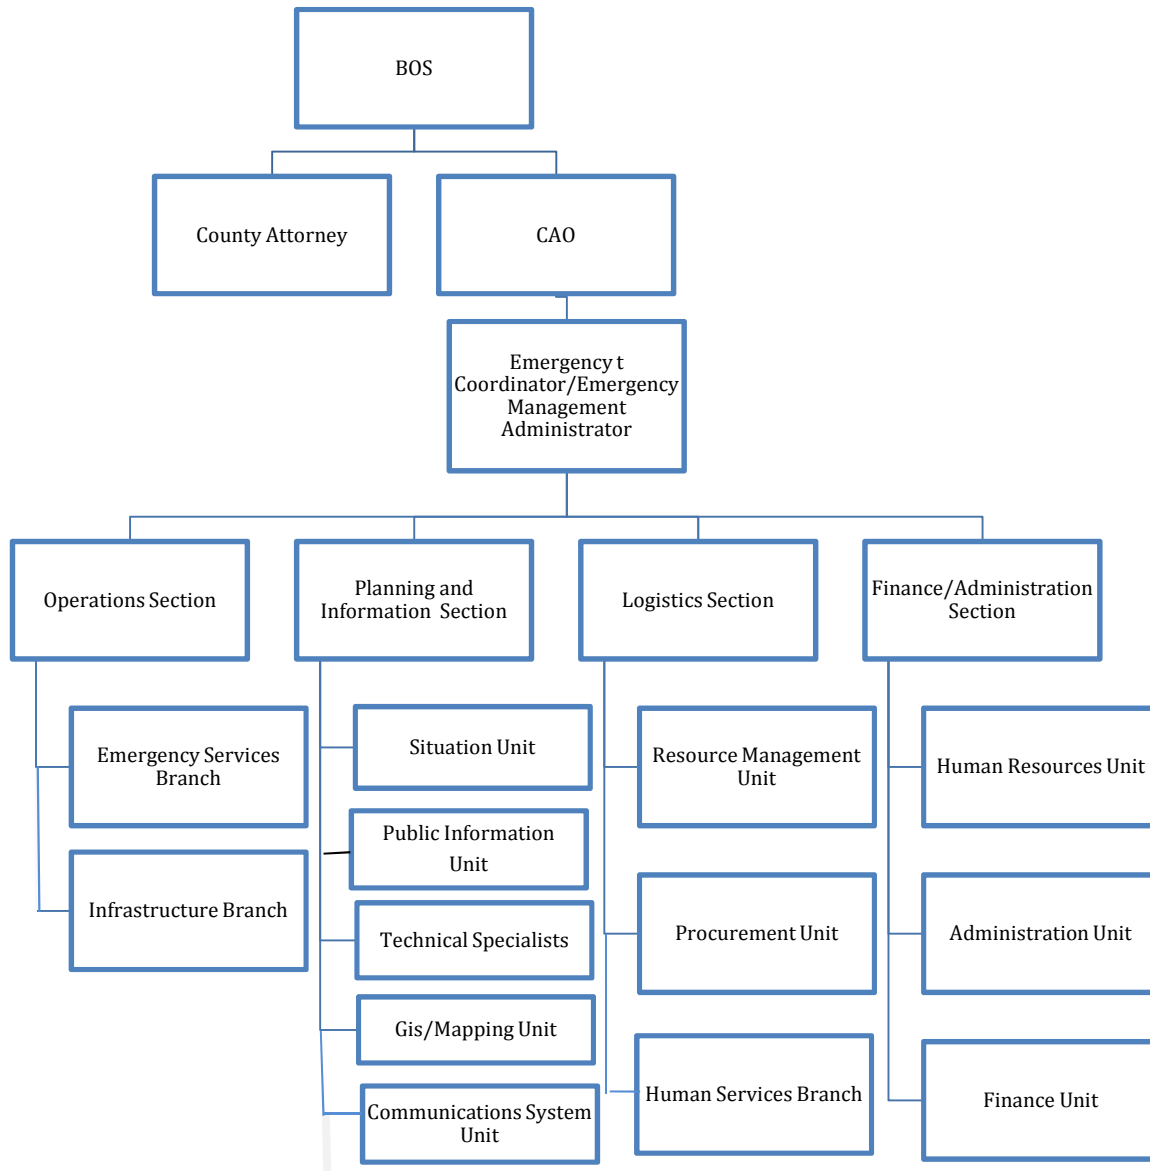 BOS
County Attorney
CAO
Emergency t
Coordinator/Emergency
Management
Administrator
Operations Section
Planning and
Information Section
Logistics Section
Finance/Administration
Section
Emergency Services
Branch
Infrastructure Branch
Situation Unit
Public Information
Unit
Technical Specialists
Gis/Mapping Unit
Communications System
Unit
Resource Management
Unit
Procurement Unit
Human Services Branch
Human Resources Unit
Administration Unit
Finance Unit